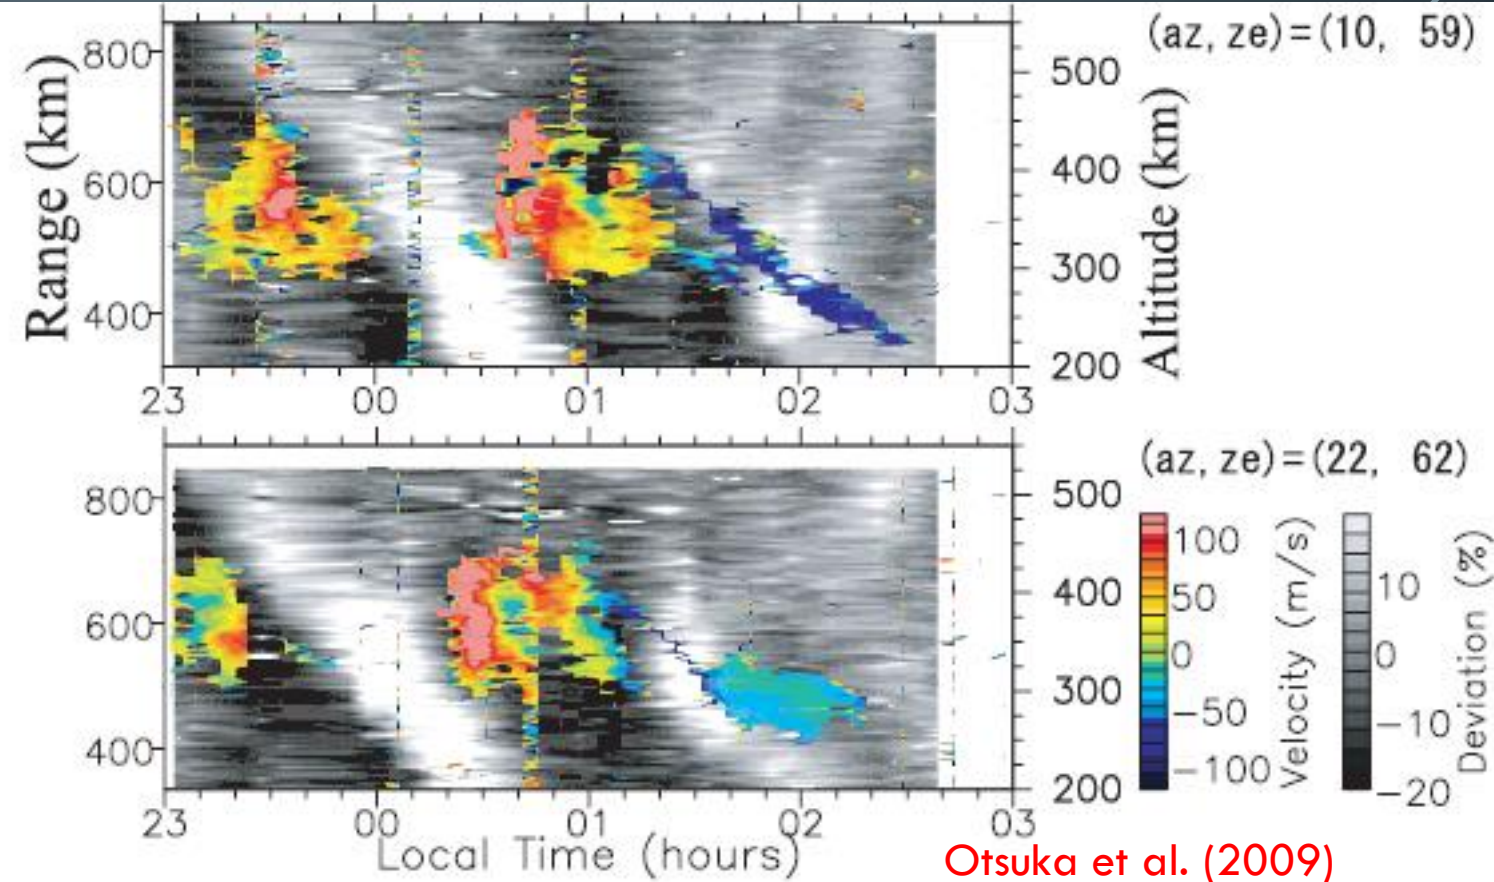 (az, ze)=(10, 59)
Range (km)
800
600
400
500
400
300
200
Altitude (km)
23 00 01 02 03
(az, ze)=(22, 62)
800
600
400
500
400
300
200
100
50
0
-50
-100
Velocity (m/s)
10
0
-10
-20
Deviation (%)
23 00 01 02 03
Local Time (hours)
Otsuka et al. (2009)